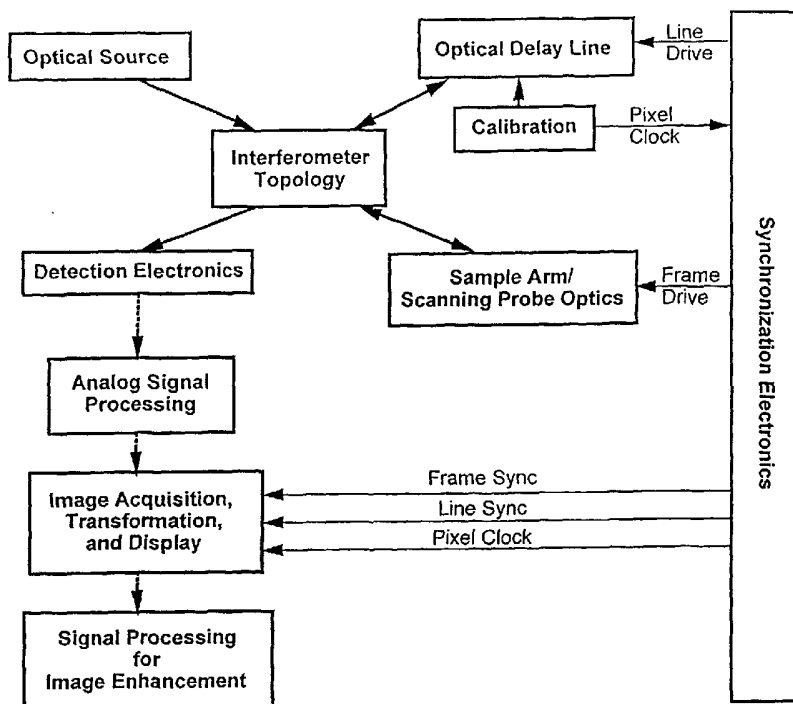 Optical Source
Optical Delay Line
Line
Drive
Calibration
Pixel
Clock
Interferometer
Topology
Detection Electronics
Sample Arm/
Scanning Probe Optics
Frame
Drive
Synchronization Electronics
Analog Signal
Processing
Image Acquisition,
Transformation,
and Display
Frame Sync
Line Sync
Pixel Clock
Signal Processing
for
Image Enhancement